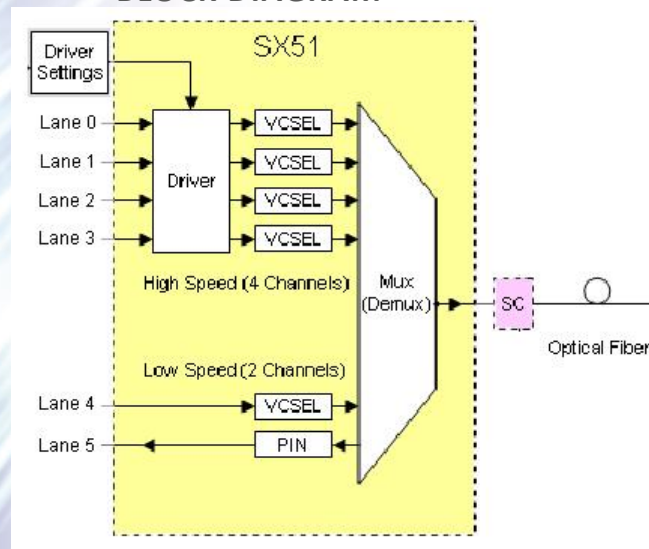 SX51
Driver
Settings
Lane 0
VCSEL
Lane 1
VCSEL
Driver
Lane 2
VCSEL
Lane 3
VCSEL
High Speed (4 Channels)
Mux
(Demux)
SC
Optical Fiber
Low Speed (2 Channels)
Lane 4
VCSEL
Lane 5
PIN